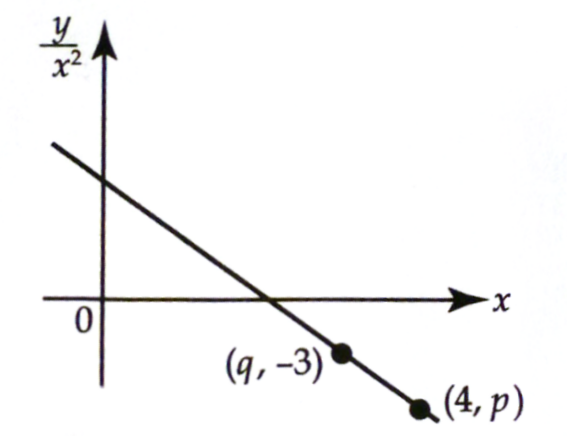 y
x²
x
0
(q, –3)
(4, p)